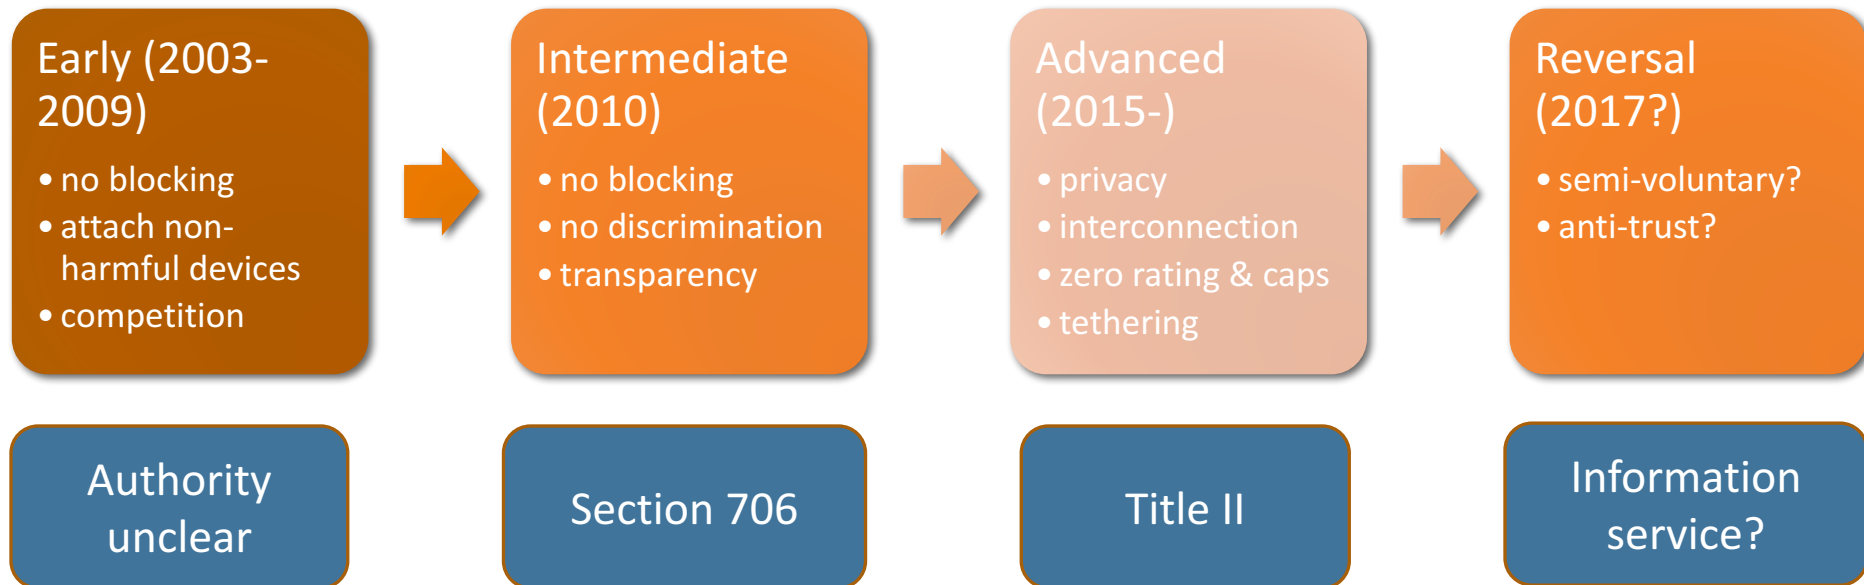 Early (2003-
2009)
• no blocking
• attach non-
harmful devices
• competition
Intermediate
(2010)
• no blocking
• no discrimination
• transparency
Advanced
(2015-)
• privacy
• interconnection
• zero rating & caps
• tethering
Reversal
(2017?)
• semi-voluntary?
• anti-trust?
Authority
unclear
Section 706
Title II
Information
service?